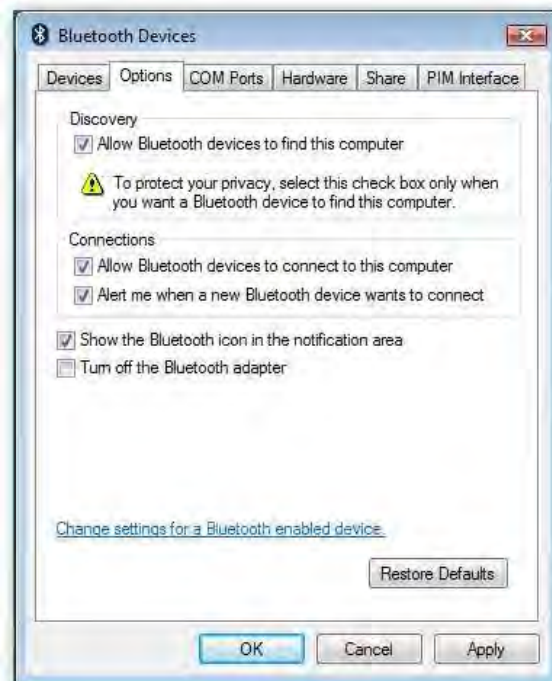 Bluetooth Devices
Devices Options COM Ports Hardware Share PIM Interface
Discovery
Allow Bluetooth devices to find this computer
To protect your privacy, select this check box only when
you want a Bluetooth device to find this computer.
Connections
Allow Bluetooth devices to connect to this computer
Alert me when a new Bluetooth device wants to connect
Show the Bluetooth icon in the notification area
Turn off the Bluetooth adapter
Change settings for a Bluetooth enabled device.
Restore Defaults
OK Cancel Apply